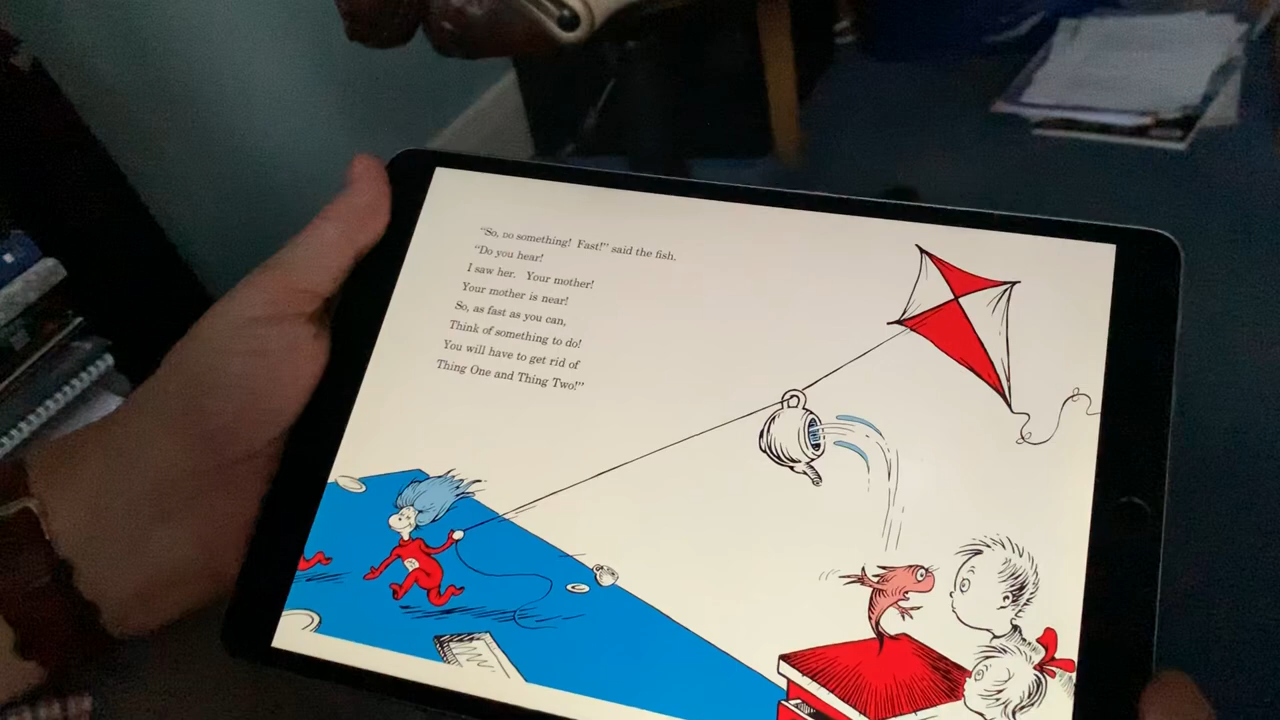 “So, DO something! Fast!” said the fish.
“Do you hear!
I saw her. Your mother!
Your mother is near!
So, as fast as you can,
Think of something to do!
You will have to get rid of
Thing One and Thing Two!”